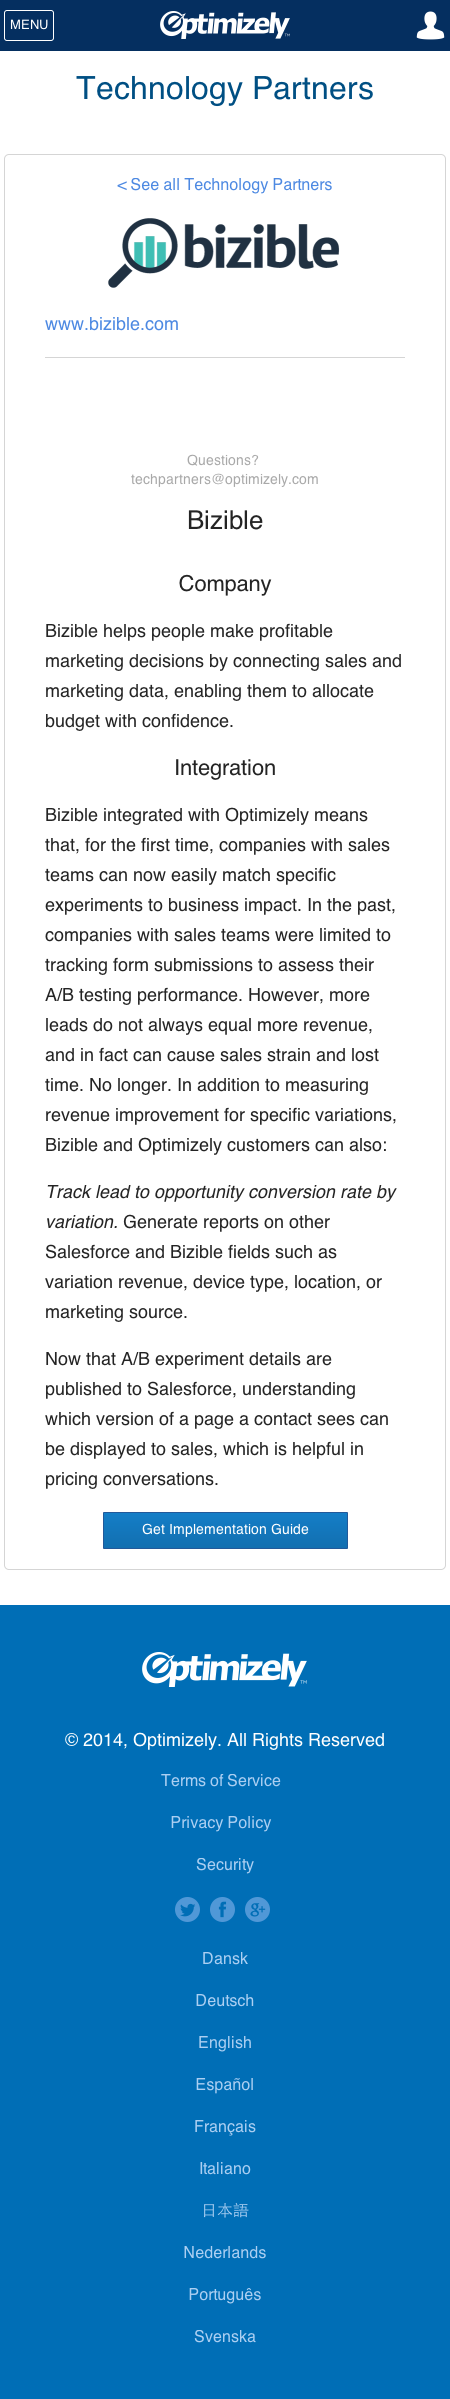 MENU
Optimizely™
Technology Partners
< See all Technology Partners
bizible
www.bizible.com
Questions?
techpartners@optimizely.com
Bizible
Company
Bizible helps people make profitable
marketing decisions by connecting sales and
marketing data, enabling them to allocate
budget with confidence.
Integration
Bizible integrated with Optimizely means
that, for the first time, companies with sales
teams can now easily match specific
experiments to business impact. In the past,
companies with sales teams were limited to
tracking form submissions to assess their
A/B testing performance. However, more
leads do not always equal more revenue,
and in fact can cause sales strain and lost
time. No longer. In addition to measuring
revenue improvement for specific variations,
Bizible and Optimizely customers can also:
Track lead to opportunity conversion rate by
variation. Generate reports on other
Salesforce and Bizible fields such as
variation revenue, device type, location, or
marketing source.
Now that A/B experiment details are
published to Salesforce, understanding
which version of a page a contact sees can
be displayed to sales, which is helpful in
pricing conversations.
Get Implementation Guide
Optimizely™
© 2014, Optimizely. All Rights Reserved
Terms of Service
Privacy Policy
Security
Dansk
Deutsch
English
Español
Français
Italiano
日本語
Nederlands
Português
Svenska